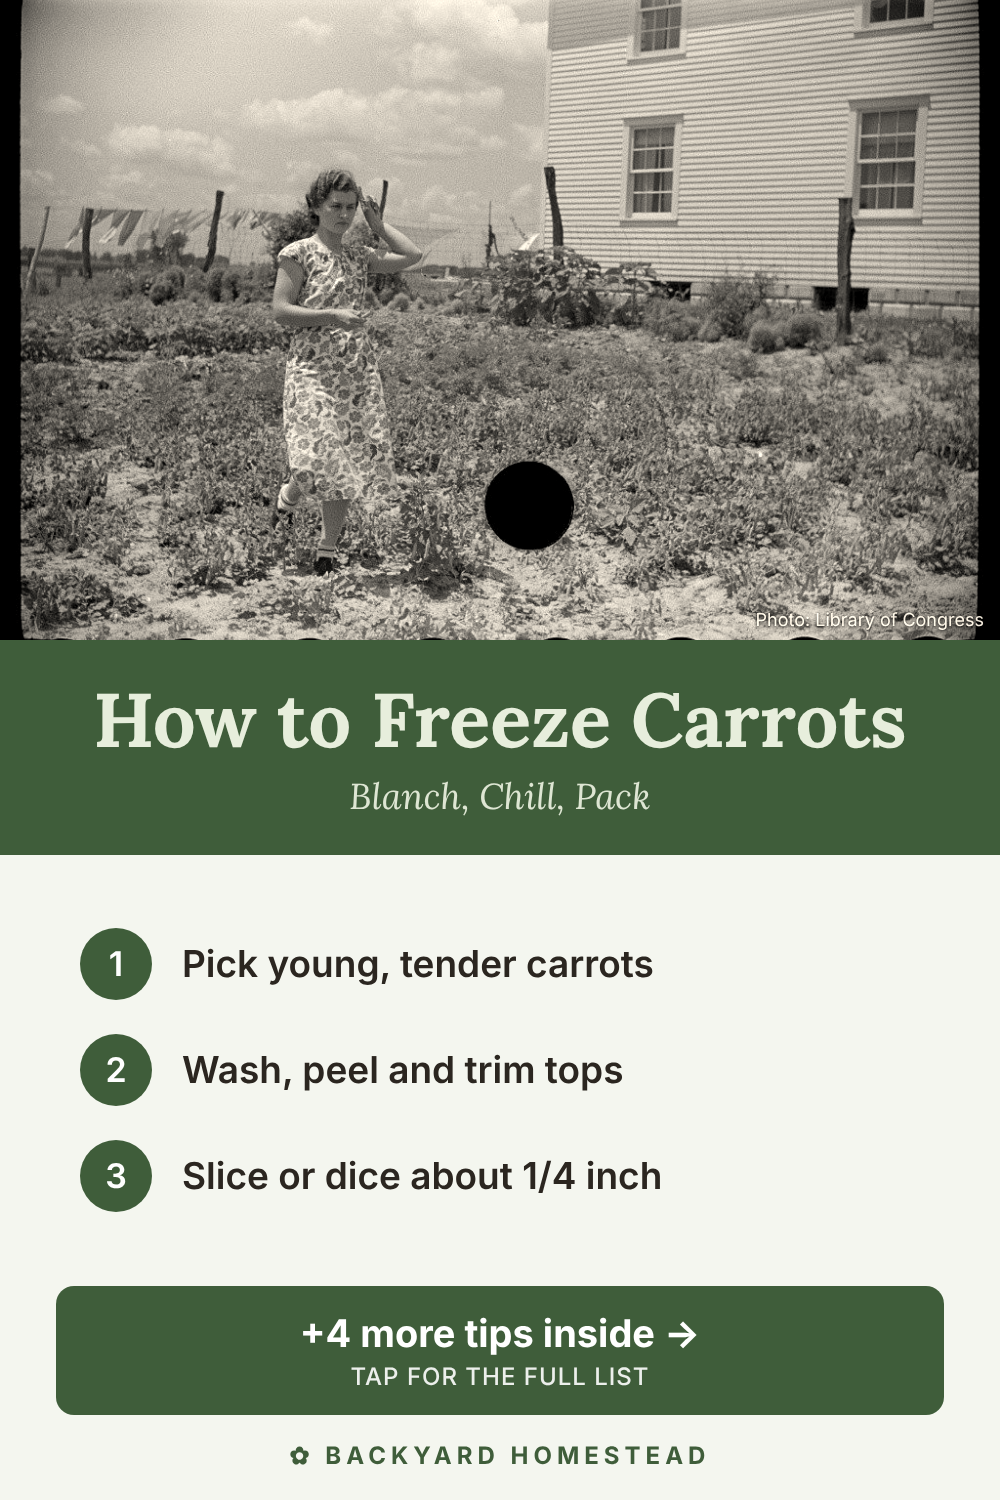 Photo: Library of Congress
How to Freeze Carrots
Blanch, Chill, Pack
1 Pick young, tender carrots
2 Wash, peel and trim tops
3 Slice or dice about 1/4 inch
+4 more tips inside →
TAP FOR THE FULL LIST
✿ BACKYARD HOMESTEAD